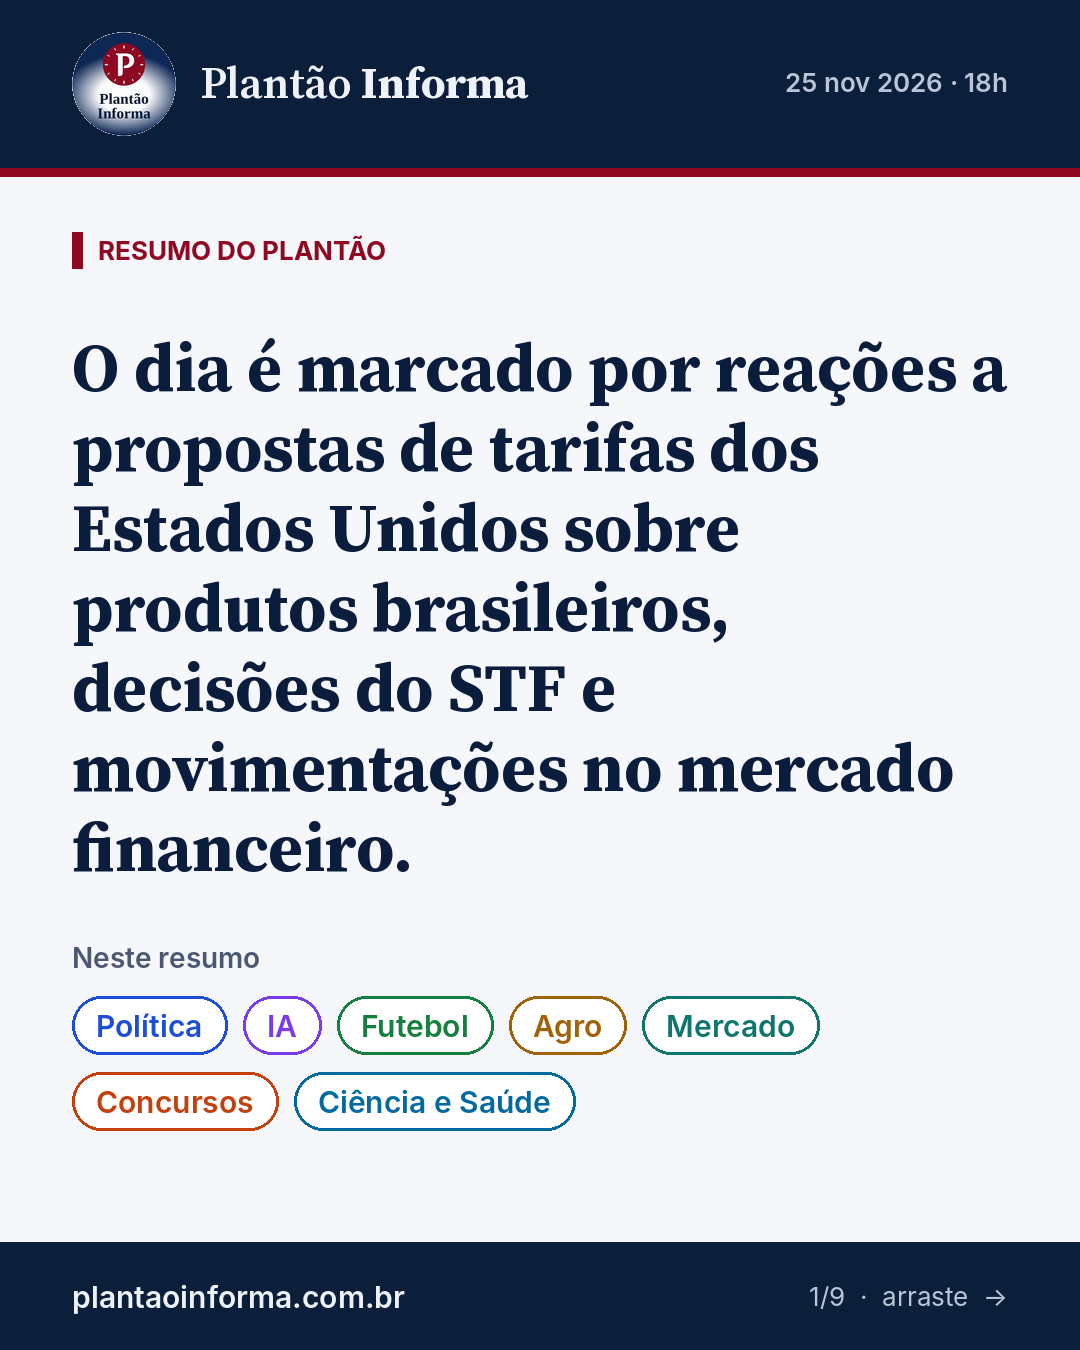 P
Plantão
Informa
Plantão Informa
25 nov 2026 · 18h
RESUMO DO PLANTÃO
O dia é marcado por reações a
propostas de tarifas dos
Estados Unidos sobre
produtos brasileiros,
decisões do STF e
movimentações no mercado
financeiro.
Neste resumo
Política
IA
Futebol
Agro
Mercado
Concursos
Ciência e Saúde
plantaoinforma.com.br
1/9 · arraste →